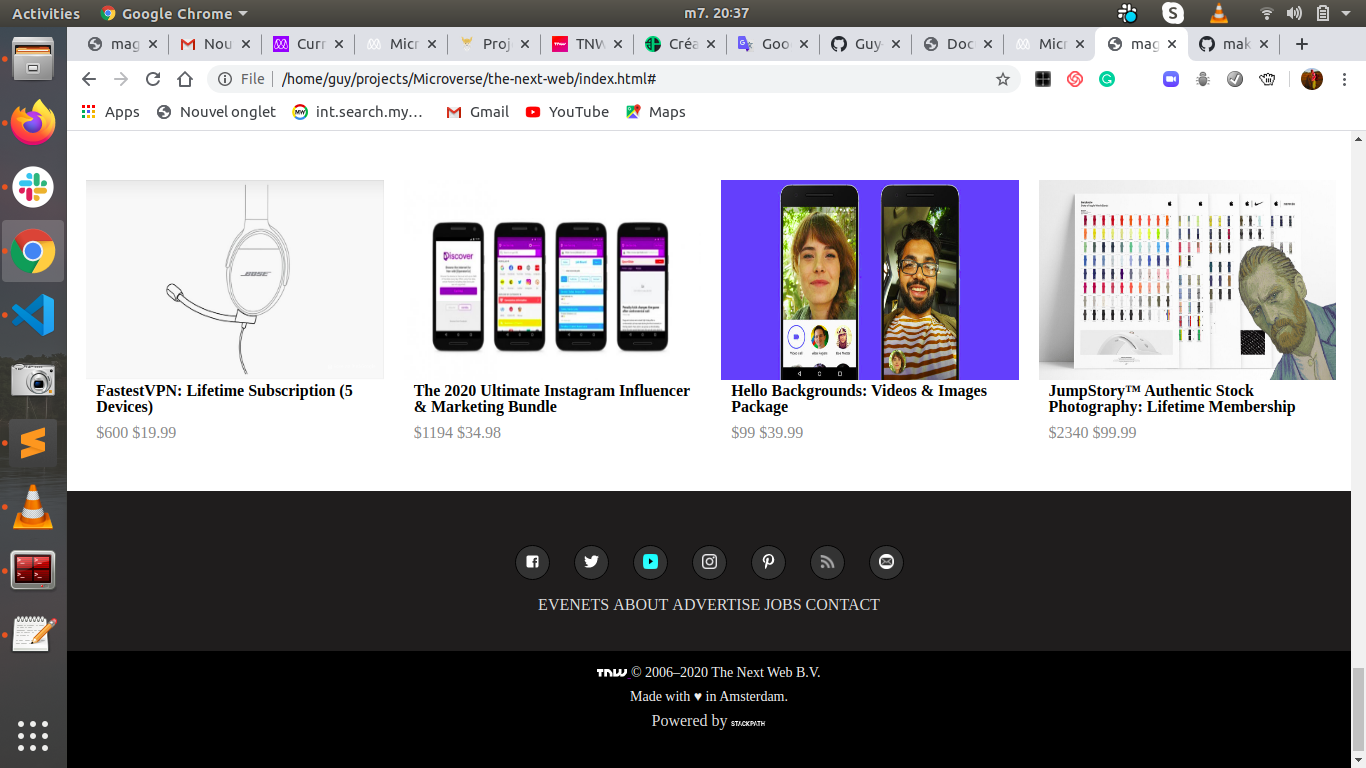 Activities
Google Chrome
m7. 20:37
mag
Nou
Curr
Micr
Proj
TNW
Créa
Goo
Guy-
Doc
Micr
mag
mak
File
/home/guy/projects/Microverse/the-next-web/index.html#
Apps
Nouvel onglet
int.search.my…
Gmail
YouTube
Maps
BOSE
Discover
FastestVPN: Lifetime Subscription (5
Devices)
$600 $19.99
The 2020 Ultimate Instagram Influencer
& Marketing Bundle
$1194 $34.98
Hello Backgrounds: Videos & Images
Package
$99 $39.99
JumpStory™ Authentic Stock
Photography: Lifetime Membership
$2340 $99.99
EVENETS ABOUT ADVERTISE JOBS CONTACT
TNW © 2006–2020 The Next Web B.V.
Made with ♥ in Amsterdam.
Powered by STACKPATH